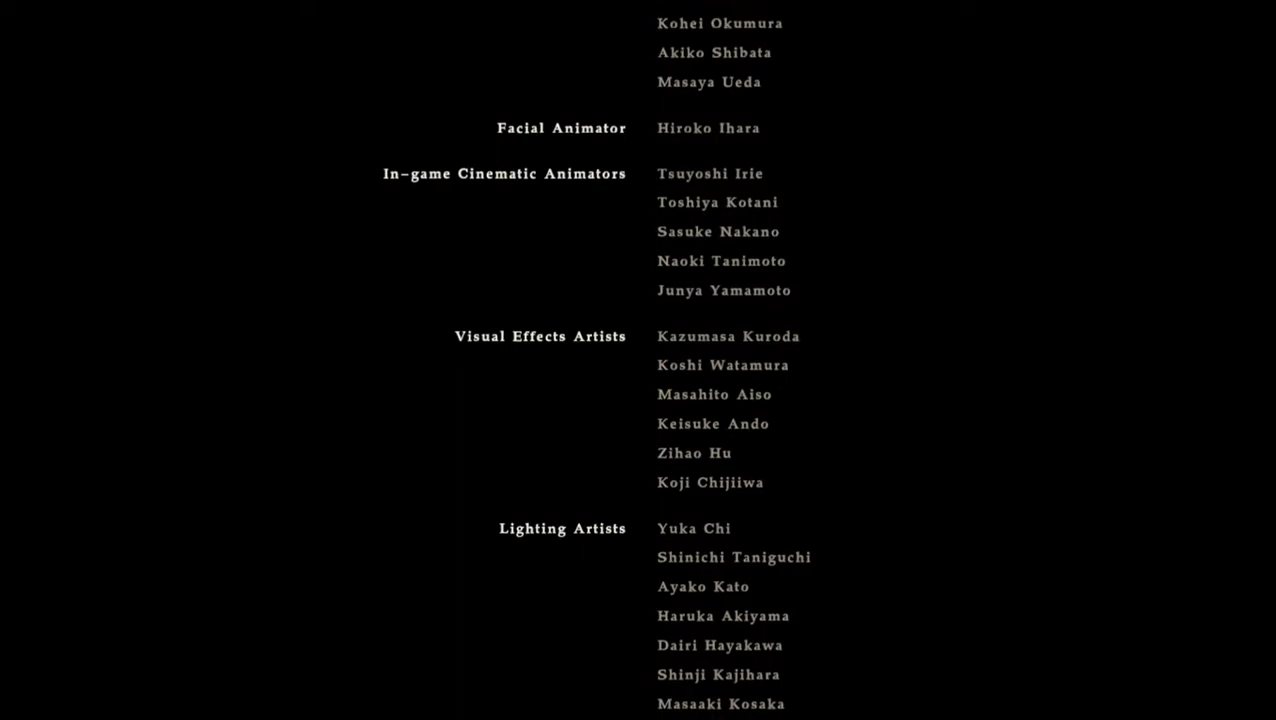 Kohei Okumura
Akiko Shibata
Masaya Ueda
Facial Animator Hiroko Ihara
In-game Cinematic Animators Tsuyoshi Irie
Toshiya Kotani
Sasuke Nakano
Naoki Tanimoto
Junya Yamamoto
Visual Effects Artists Kazumasa Kuroda
Koshi Watamura
Masahito Aiso
Keisuke Ando
Zihao Hu
Koji Chijiiwa
Lighting Artists Yuka Chi
Shinichi Taniguchi
Ayako Kato
Haruka Akiyama
Dairi Hayakawa
Shinji Kajihara
Masaaki Kosaka